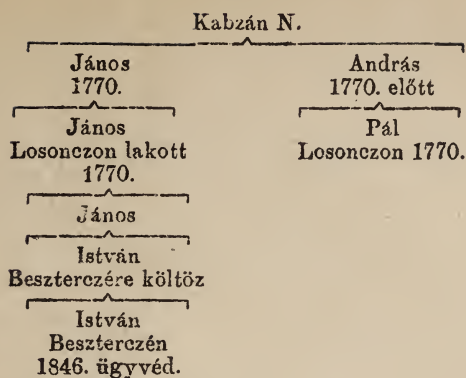 Kabzán N.
János András
1770. 1770. előtt
János Pál
Losonczon lakott Losonczon 1770.
1770.
János
István
Beszterczére költöz
István
Beszterczén
1846. ügyvéd.